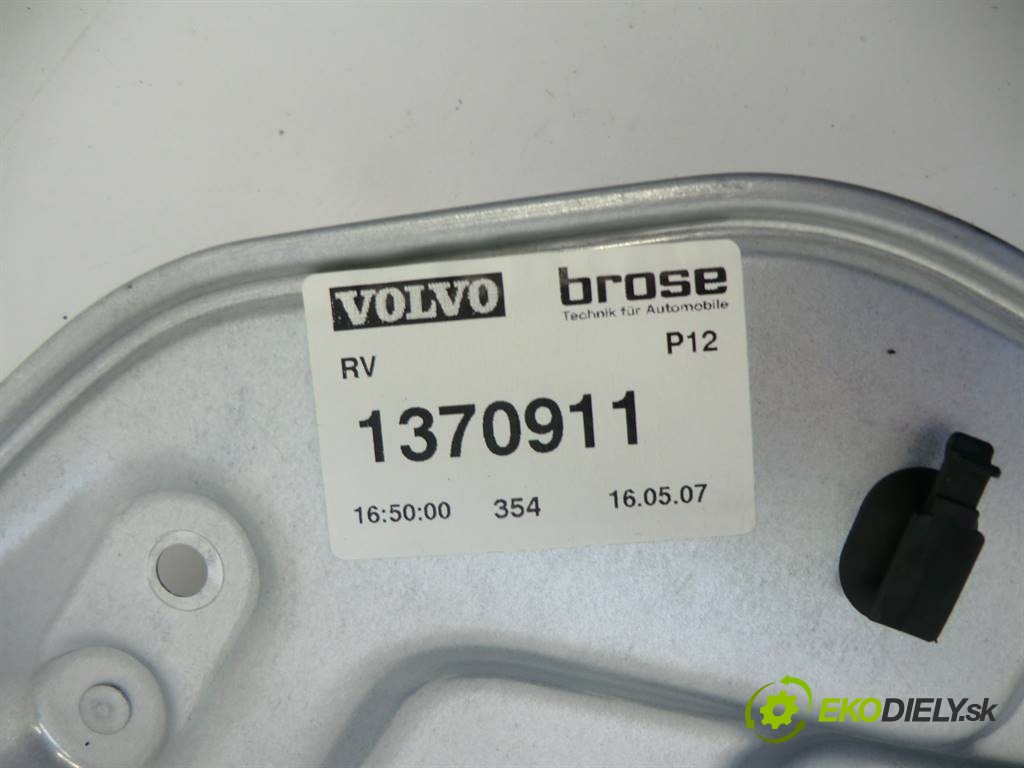 VOLVO
brose
Technik für Automobile
RV
P12
1370911
16:50:00 354 16.05.07
EKODIELY.sk